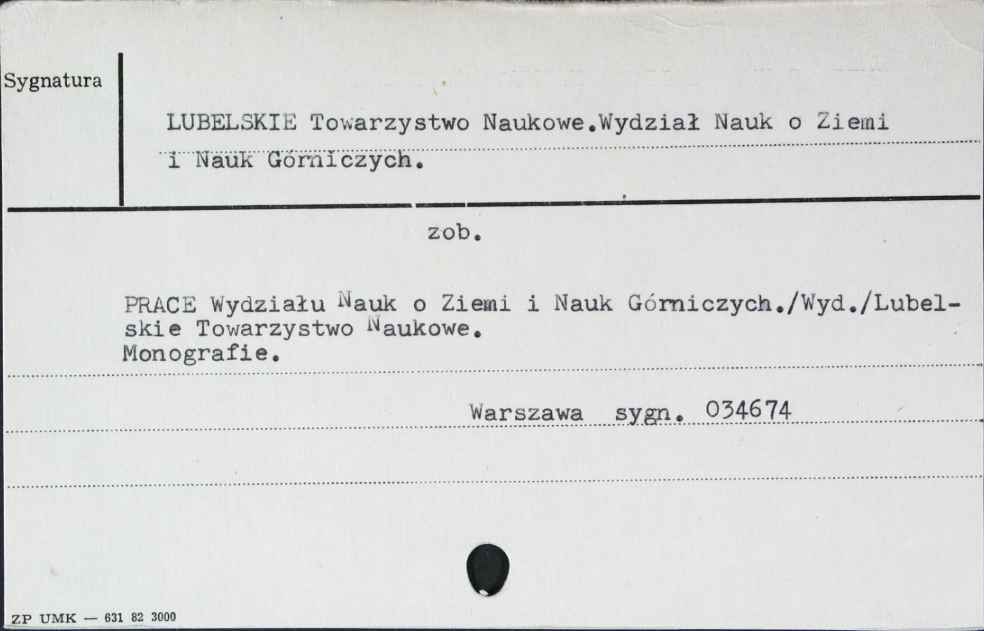 Sygnatura
LUBELSKIE Towarzystwo Naukowe.Wydział Nauk o Ziemi
i Nauk Górniczych.
zob.
PRACE Wydziału Nauk o Ziemi i Nauk Górniczych./Wyd./Lubel-
skie Towarzystwo Naukowe.
Monografie.
Warszawa sygn. 034674
ZP UMK — 631 82 3000